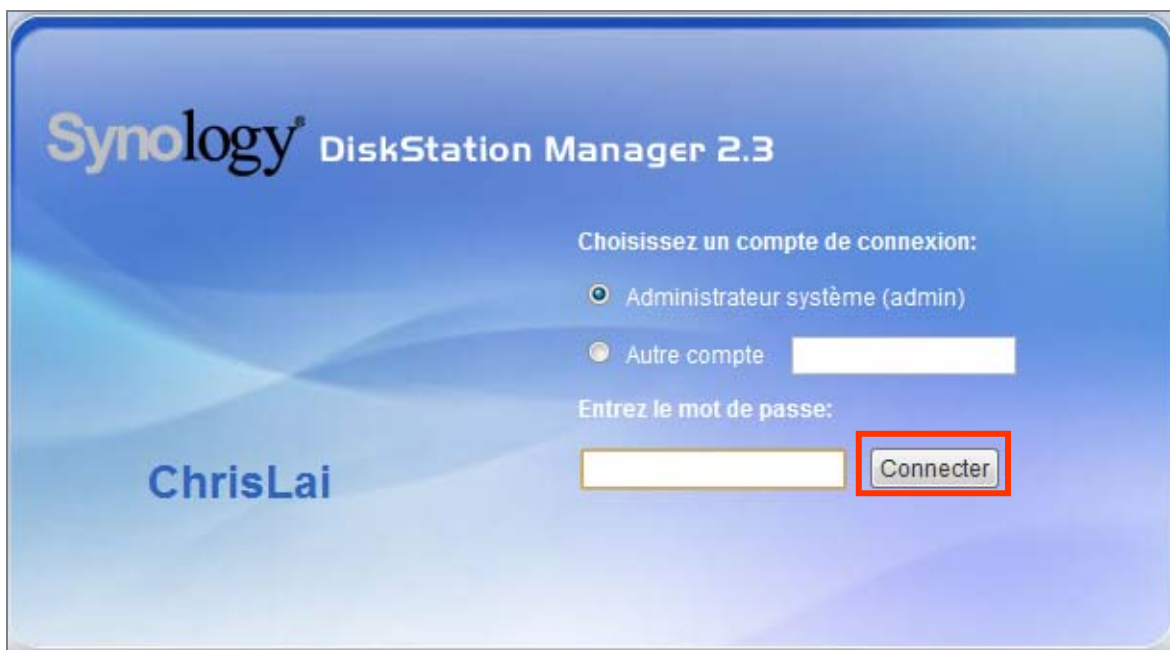 Synology® DiskStation Manager 2.3
Choisissez un compte de connexion:
Administrateur système (admin)
Autre compte
Entrez le mot de passe:
Connecter
ChrisLai